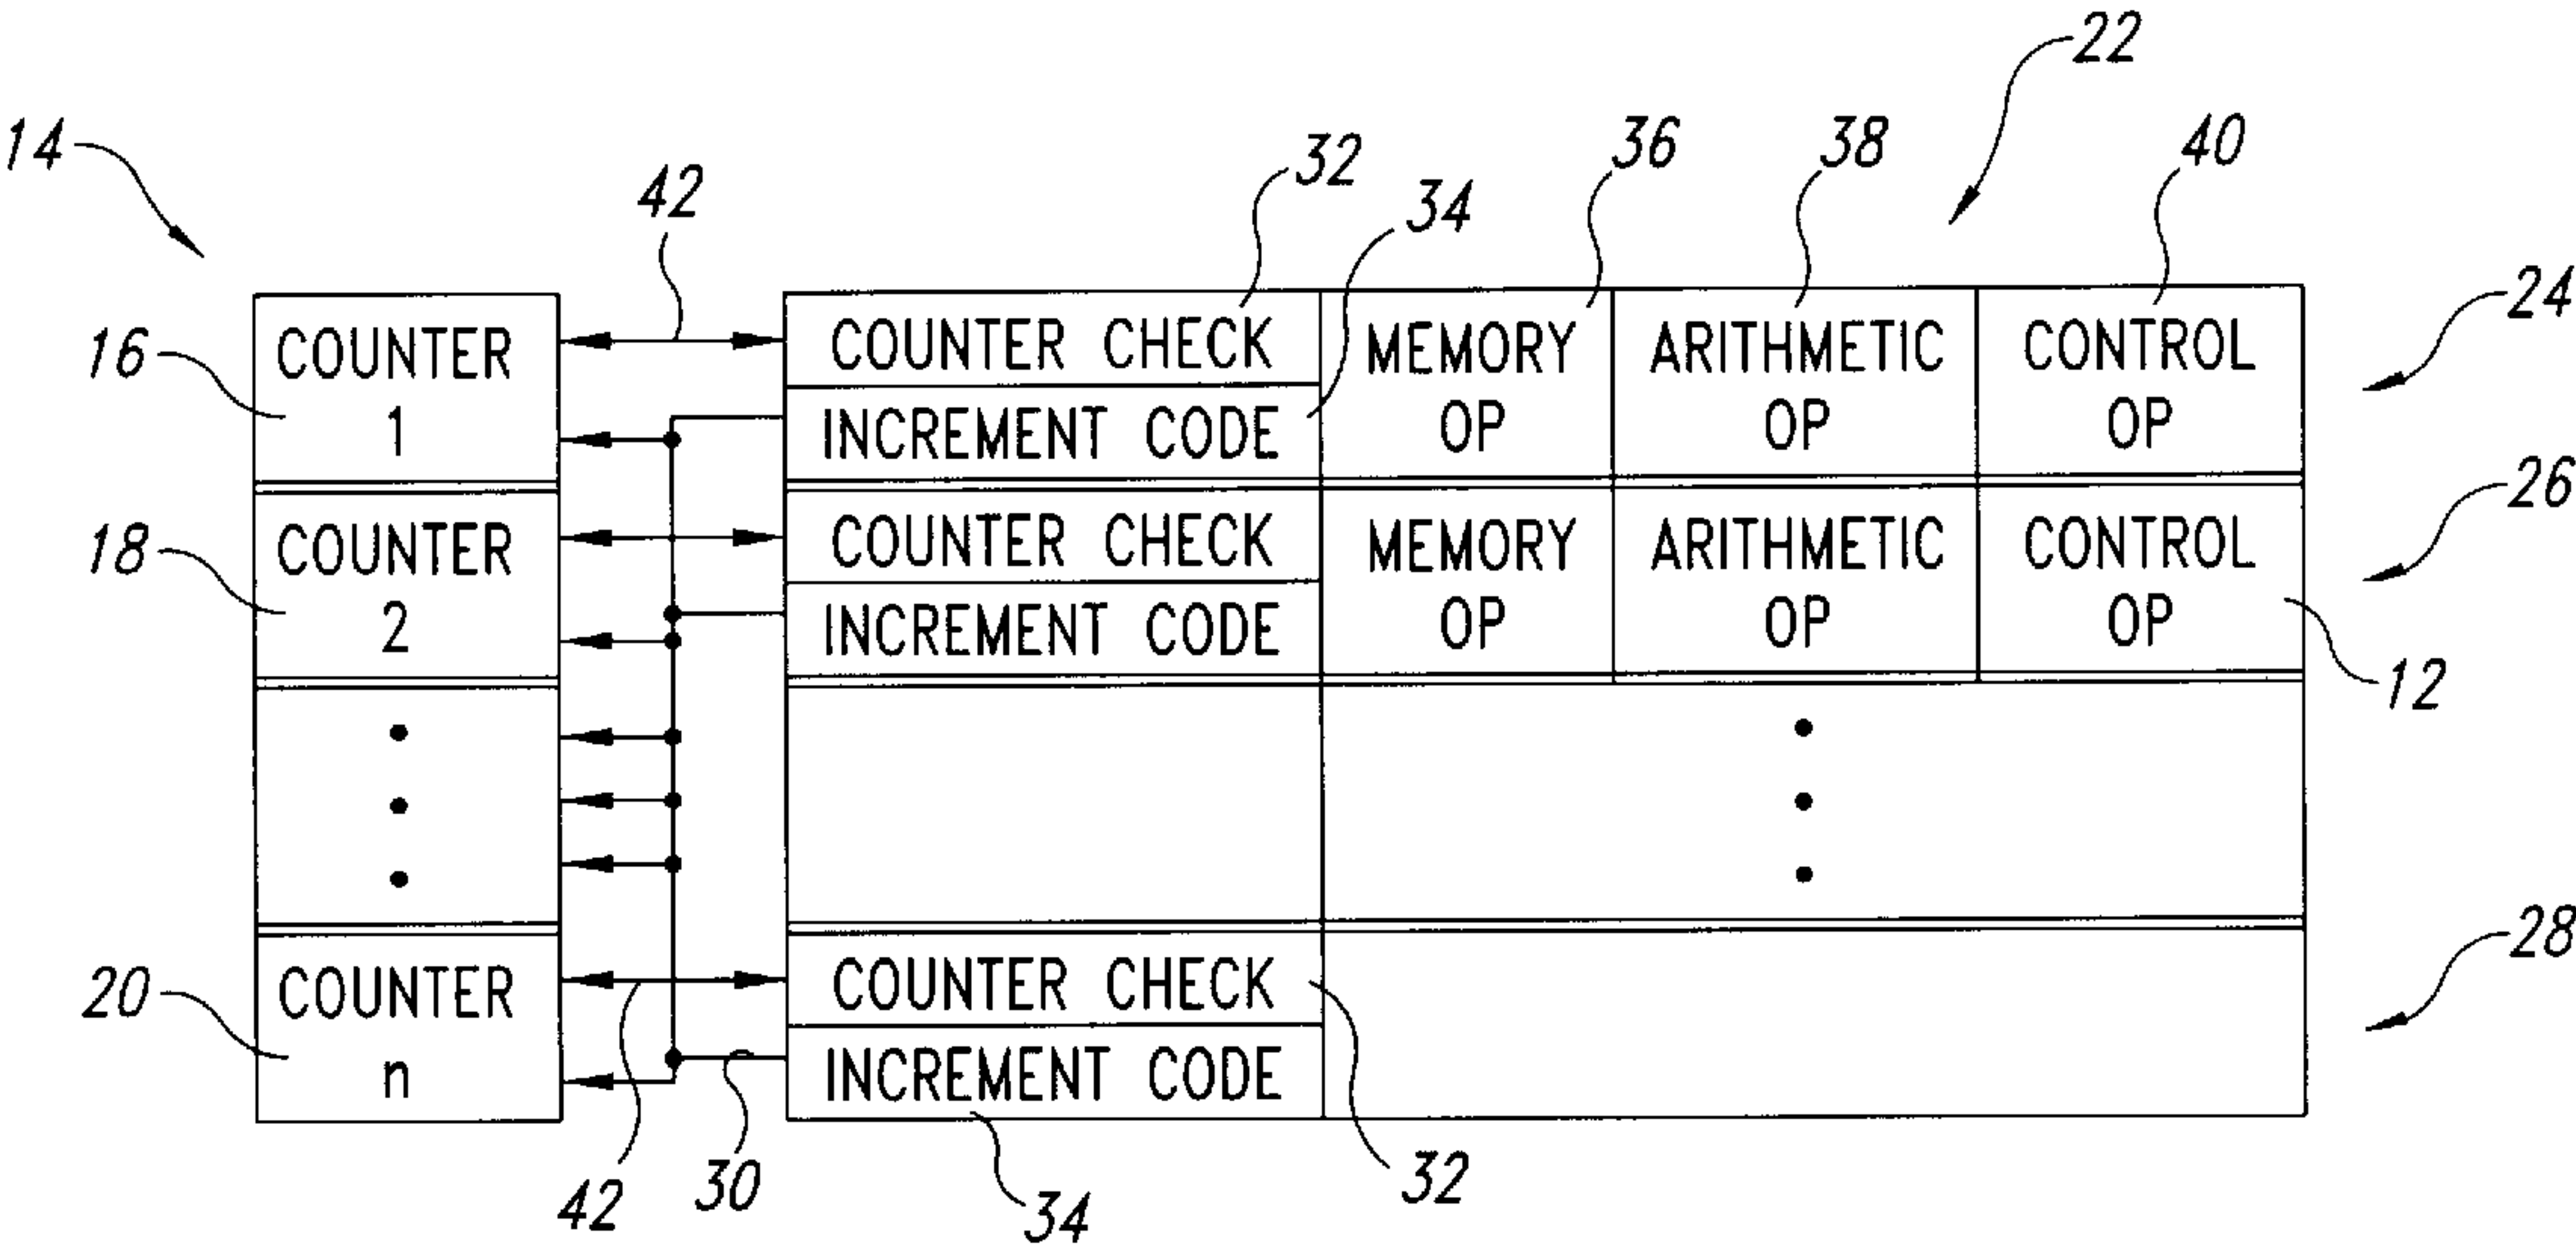 22
14
32
36
38
40
42
34
24
COUNTER
1
COUNTER CHECK
INCREMENT CODE
MEMORY
OP
ARITHMETIC
OP
CONTROL
OP
16
26
COUNTER
2
COUNTER CHECK
INCREMENT CODE
MEMORY
OP
ARITHMETIC
OP
CONTROL
OP
18
12
28
COUNTER
n
COUNTER CHECK
INCREMENT CODE
20
42
30
34
32